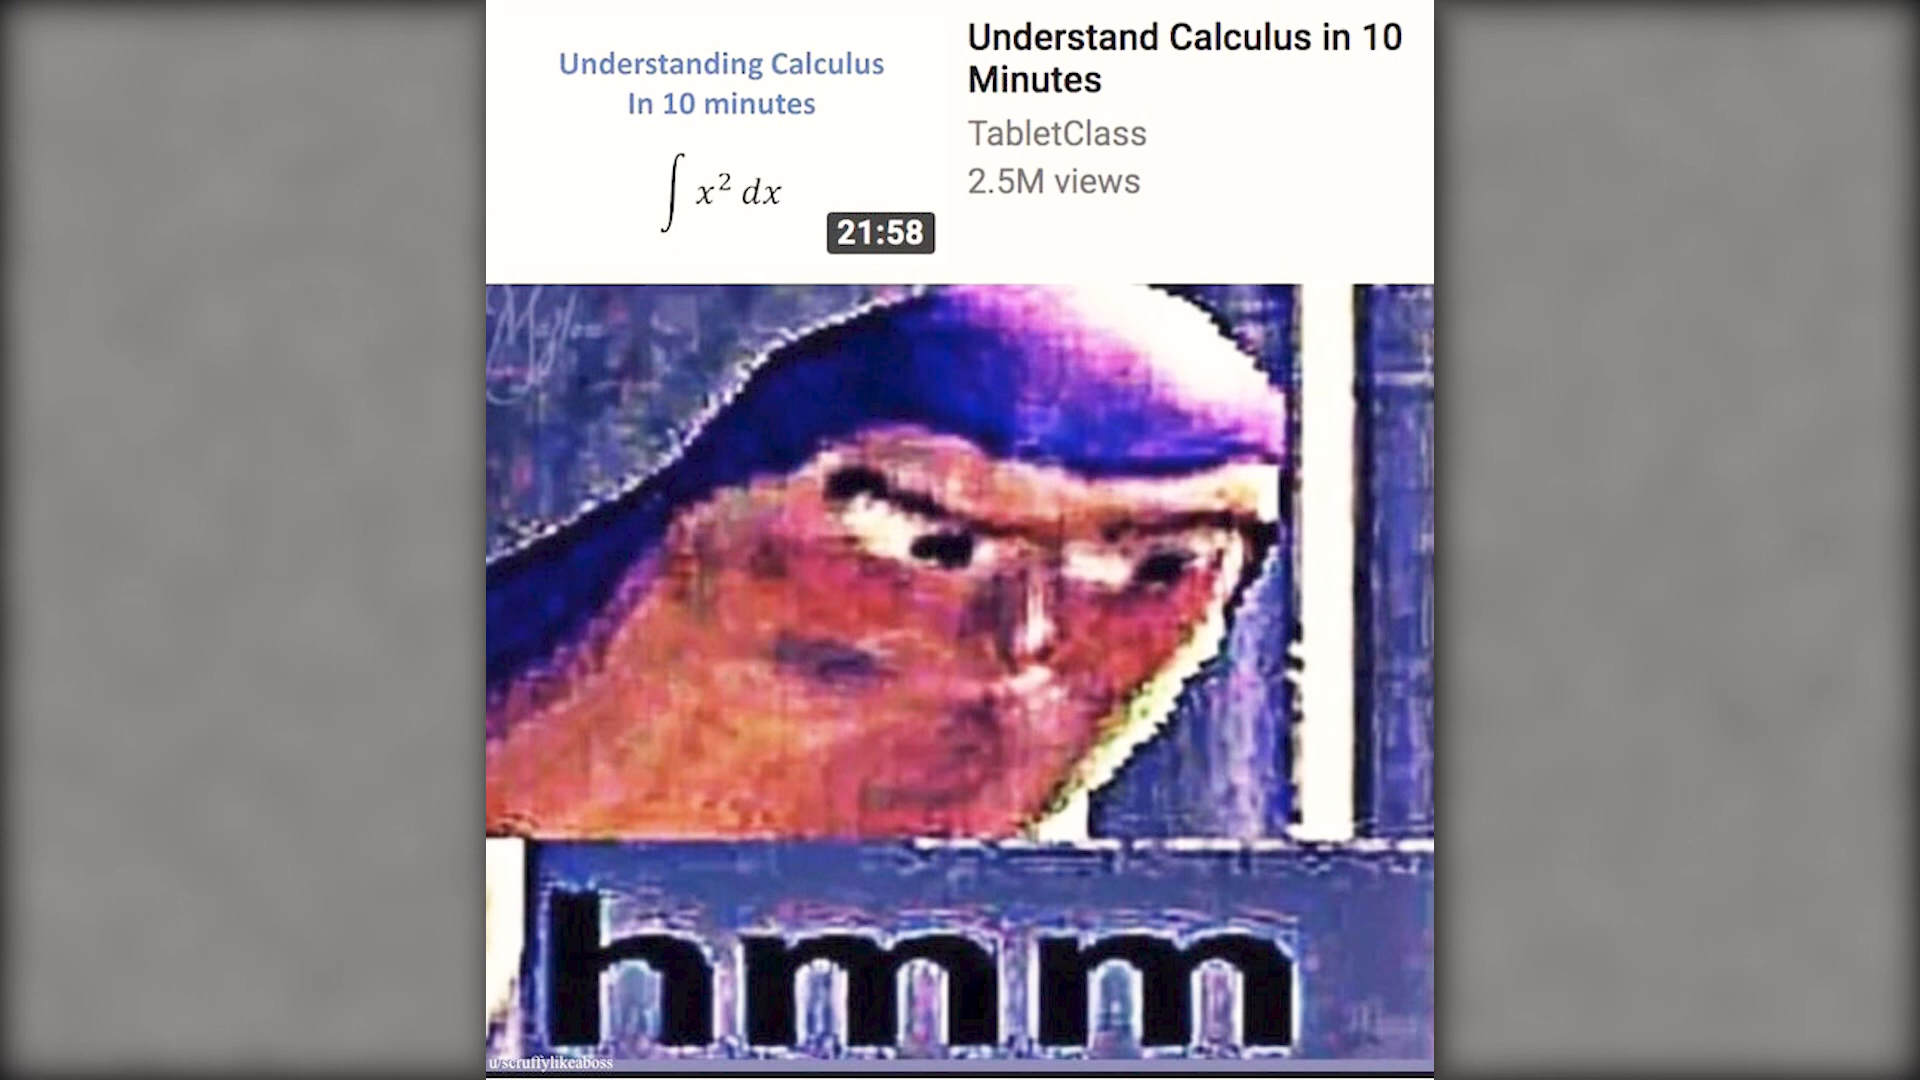 Understanding Calculus
In 10 minutes
∫ x² dx
21:58
Understand Calculus in 10
Minutes
TabletClass
2.5M views
hmm
u/scruffylikeaboss